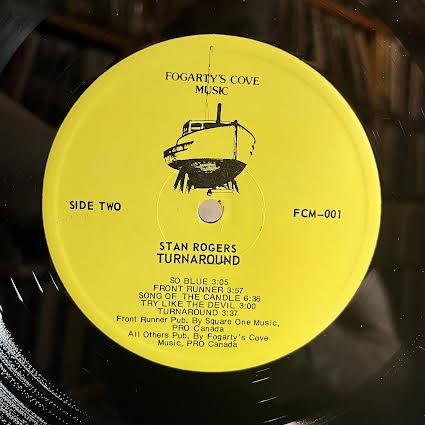 FOGARTY'S COVE
MUSIC
SIDE TWO
FCM-001
STAN ROGERS
TURNAROUND
SO BLUE 3:05
FRONT RUNNER 3:57
SONG OF THE CANDLE 6:36
TRY LIKE THE DEVIL 3:00
TURNAROUND 3:37
Front Runner Pub. By Square One Music,
PRO Canada
All Others Pub. By Fogarty's Cove
Music, PRO Canada